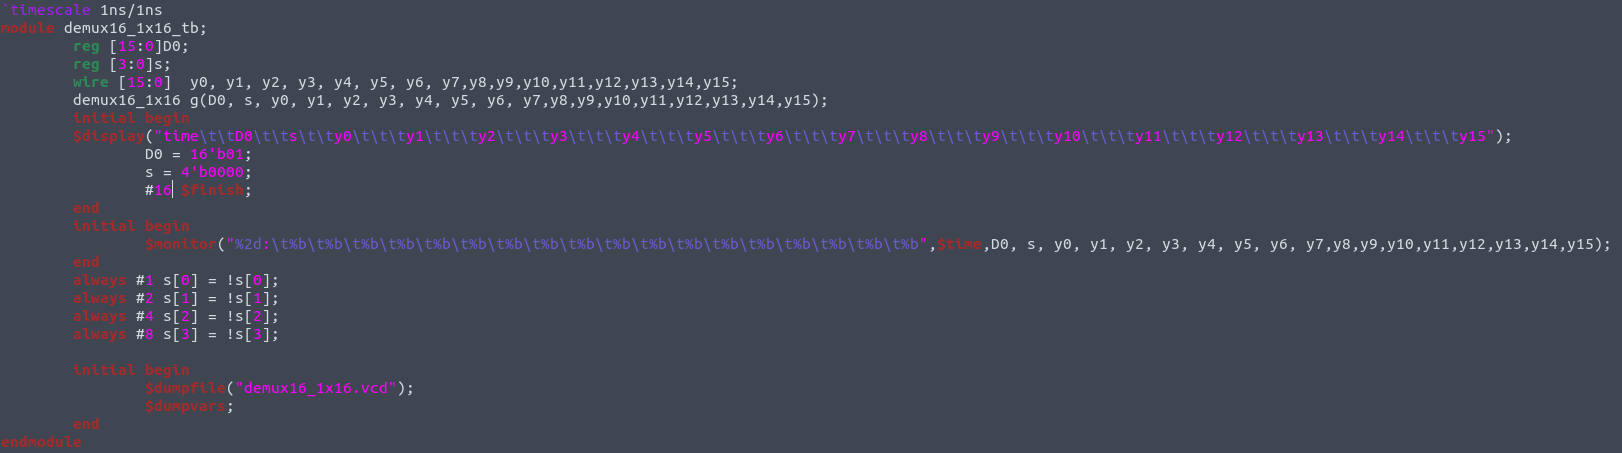 `timescale 1ns/1ns
module demux16_1x16_tb;
        reg [15:0]D0;
        reg [3:0]s;
        wire [15:0]  y0, y1, y2, y3, y4, y5, y6, y7,y8,y9,y10,y11,y12,y13,y14,y15;
        demux16_1x16 g(D0, s, y0, y1, y2, y3, y4, y5, y6, y7,y8,y9,y10,y11,y12,y13,y14,y15);
        initial begin
        $display("time\t\tD0\t\ts\t\ty0\t\t\ty1\t\t\ty2\t\t\ty3\t\t\ty4\t\t\ty5\t\t\ty6\t\t\ty7\t\t\ty8\t\t\ty9\t\t\ty10\t\t\ty11\t\t\ty12\t\t\ty13\t\t\ty14\t\t\ty15");
                D0 = 16'b01;
                s = 4'b0000;
                #16 $finish;
        end
        initial begin
                $monitor("%2d:\t%b\t%b\t%b\t%b\t%b\t%b\t%b\t%b\t%b\t%b\t%b\t%b\t%b\t%b\t%b\t%b\t%b\t%b",$time,D0, s, y0, y1, y2, y3, y4, y5, y6, y7,y8,y9,y10,y11,y12,y13,y14,y15);
        end
        always #1 s[0] = !s[0];
        always #2 s[1] = !s[1];
        always #4 s[2] = !s[2];
        always #8 s[3] = !s[3];

        initial begin
                $dumpfile("demux16_1x16.vcd");
                $dumpvars;
        end
endmodule